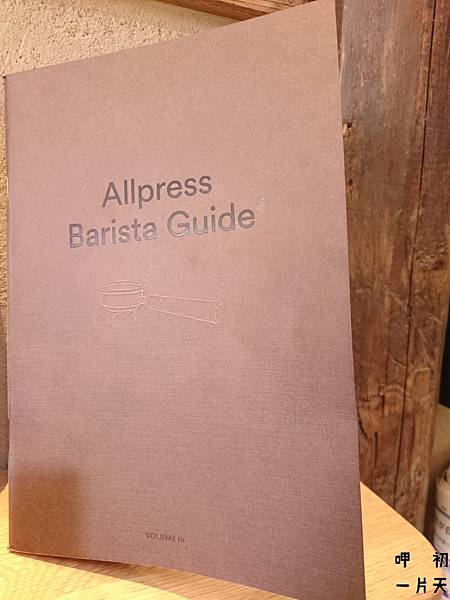 Allpress
Barista Guide
VOLUME IV
呷 初
一片天